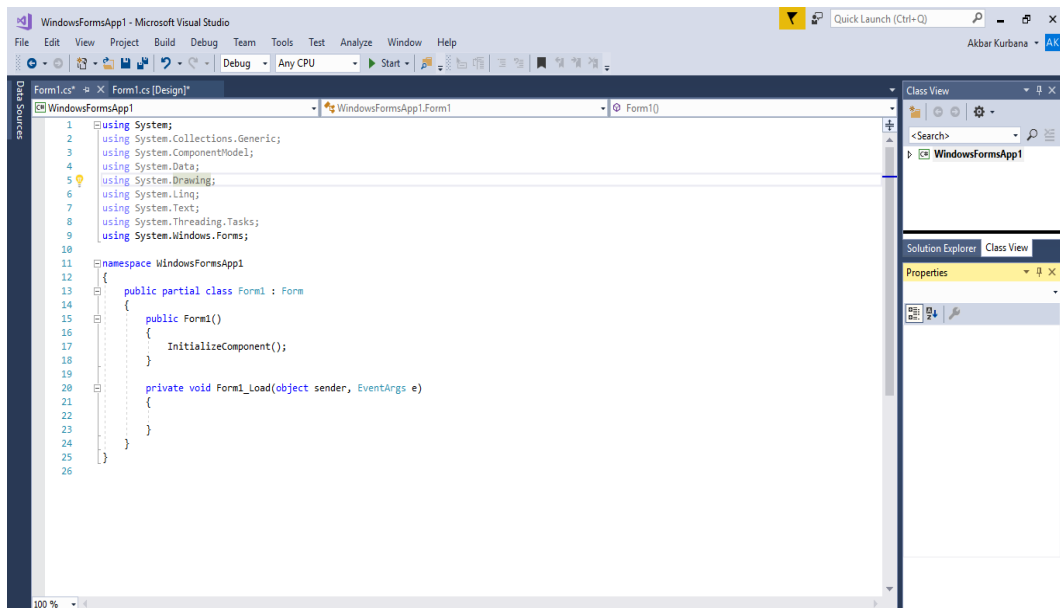 WindowsFormsApp1 - Microsoft Visual Studio
Quick Launch (Ctrl+Q)
File Edit View Project Build Debug Team Tools Test Analyze Window Help
Akbar Kurbana AK
Debug Any CPU Start
Data Sources
Form1.cs* Form1.cs [Design]*
Class View
WindowsFormsApp1 WindowsFormsApp1.Form1 Form1()
<Search>
WindowsFormsApp1
1 using System;
2 using System.Collections.Generic;
3 using System.ComponentModel;
4 using System.Data;
5 using System.Drawing;
6 using System.Linq;
7 using System.Text;
8 using System.Threading.Tasks;
9 using System.Windows.Forms;
10
11 namespace WindowsFormsApp1
12 {
13 public partial class Form1 : Form
14 {
15 public Form1()
16 {
17 InitializeComponent();
18 }
19
20 private void Form1_Load(object sender, EventArgs e)
21 {
22
23 }
24 }
25 }
26
Solution Explorer Class View
Properties
100 %